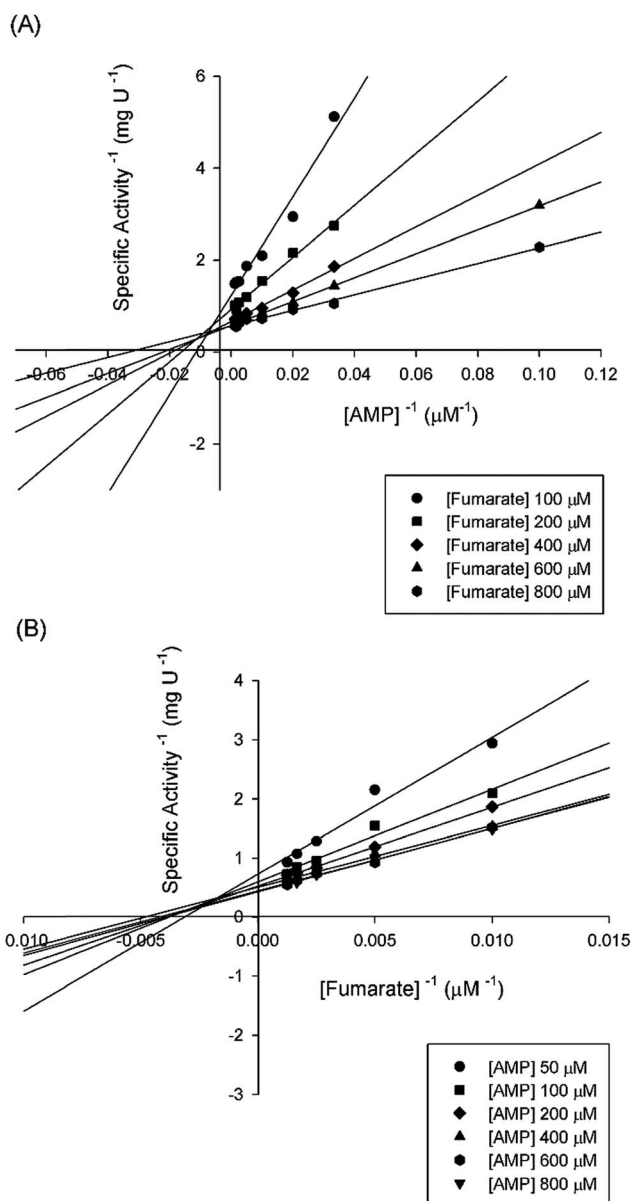 (A)
Specific Activity⁻¹ (mg U⁻¹)
6
4
2
0
-2
-0.06 -0.04 -0.02 0.00 0.02 0.04 0.06 0.08 0.10 0.12
[AMP]⁻¹ (μM⁻¹)
[Fumarate] 100 μM
[Fumarate] 200 μM
[Fumarate] 400 μM
[Fumarate] 600 μM
[Fumarate] 800 μM
(B)
Specific Activity⁻¹ (mg U⁻¹)
4
3
2
1
0
-1
-2
-3
0.010 -0.005 0.000 0.005 0.010 0.015
[Fumarate]⁻¹ (μM⁻¹)
[AMP] 50 μM
[AMP] 100 μM
[AMP] 200 μM
[AMP] 400 μM
[AMP] 600 μM
[AMP] 800 μM